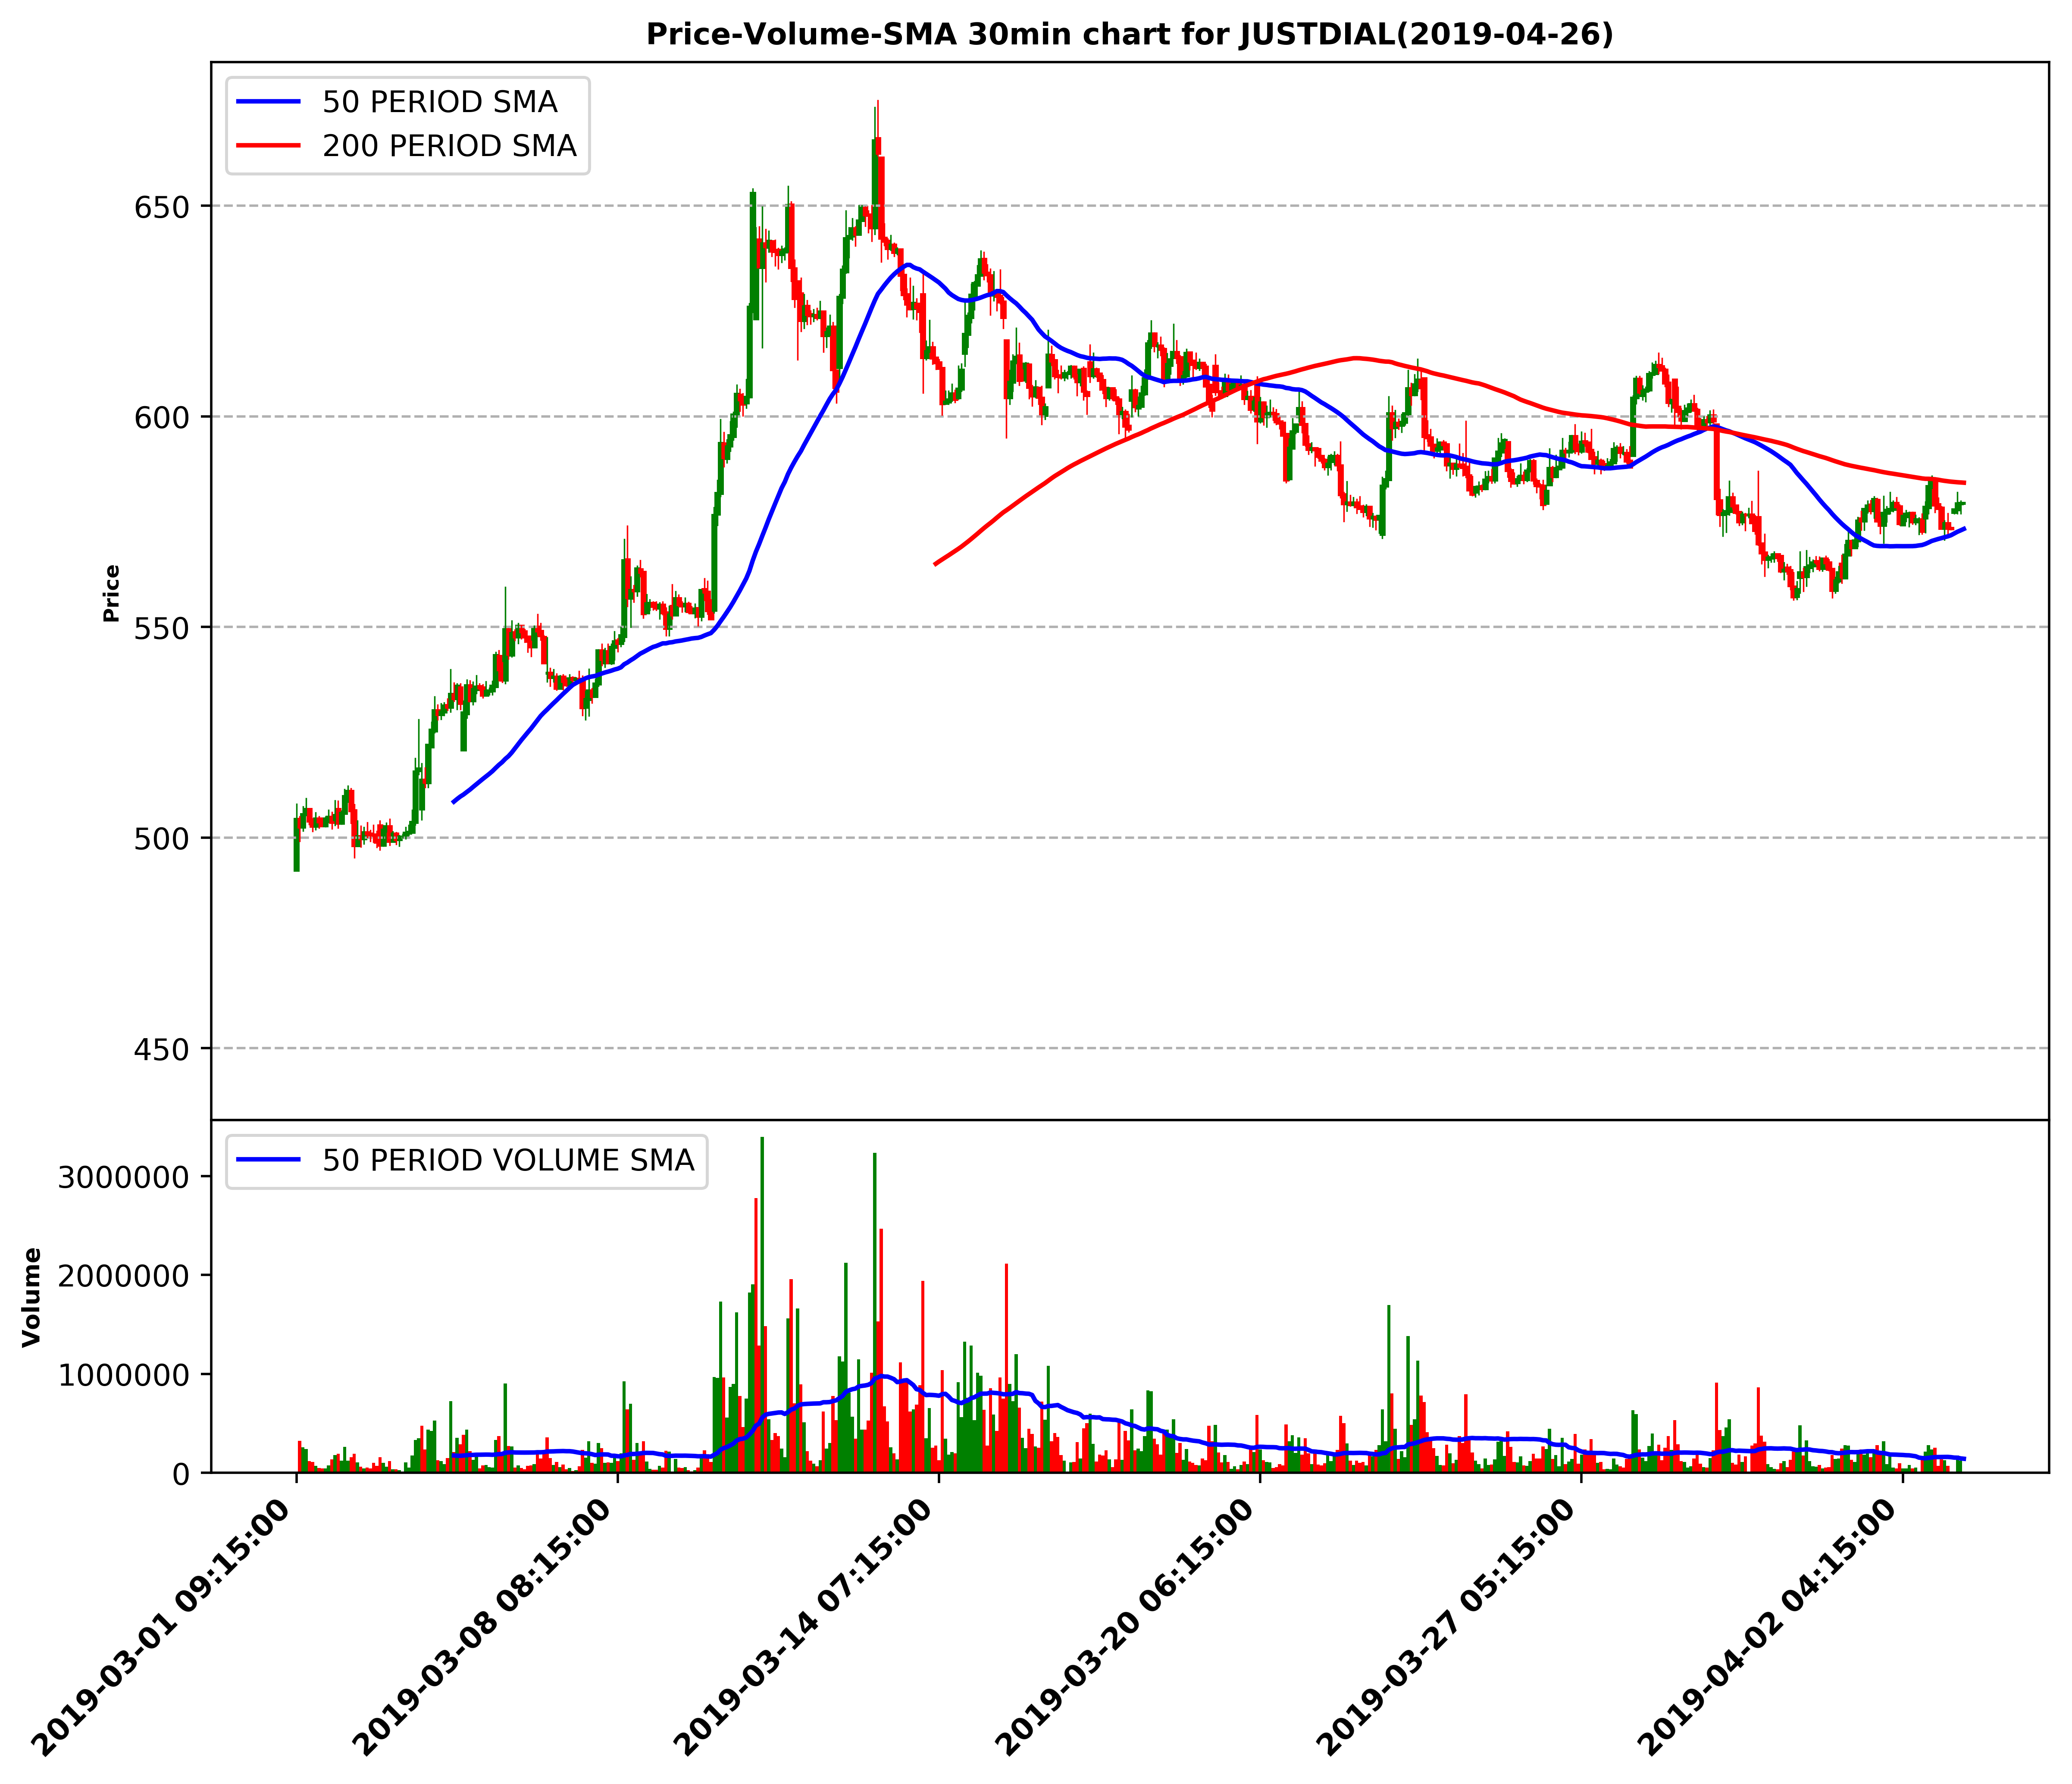 Price-Volume-SMA 30min chart for JUSTDIAL(2019-04-26)
50 PERIOD SMA
200 PERIOD SMA
650
600
550
500
450
Price
50 PERIOD VOLUME SMA
3000000
2000000
1000000
0
Volume
2019-03-01 09:15:00
2019-03-08 08:15:00
2019-03-14 07:15:00
2019-03-20 06:15:00
2019-03-27 05:15:00
2019-04-02 04:15:00